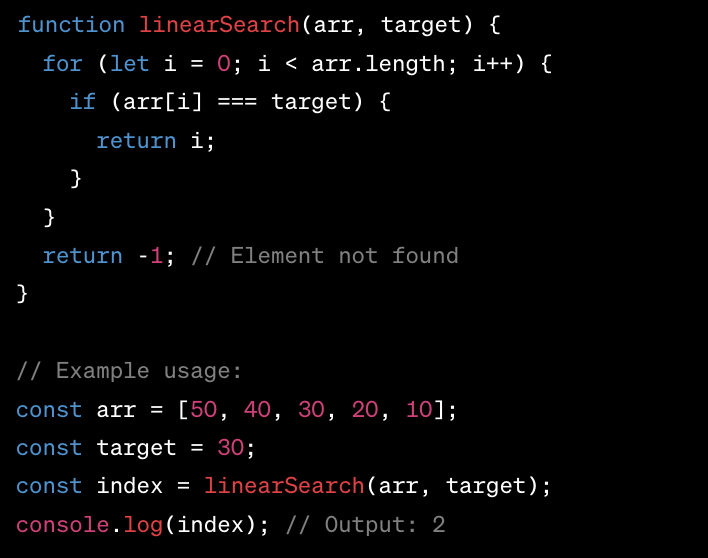 function linearSearch(arr, target) {
  for (let i = 0; i < arr.length; i++) {
    if (arr[i] === target) {
      return i;
    }
  }
  return -1; // Element not found
}

// Example usage:
const arr = [50, 40, 30, 20, 10];
const target = 30;
const index = linearSearch(arr, target);
console.log(index); // Output: 2